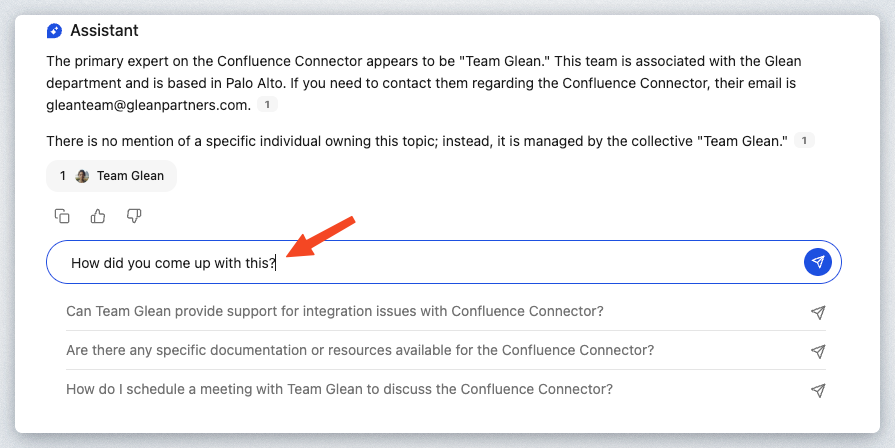 Assistant
The primary expert on the Confluence Connector appears to be "Team Glean." This team is associated with the Glean
department and is based in Palo Alto. If you need to contact them regarding the Confluence Connector, their email is
gleanteam@gleanpartners.com. 1
There is no mention of a specific individual owning this topic; instead, it is managed by the collective "Team Glean." 1
1 Team Glean
How did you come up with this?
Can Team Glean provide support for integration issues with Confluence Connector?
Are there any specific documentation or resources available for the Confluence Connector?
How do I schedule a meeting with Team Glean to discuss the Confluence Connector?